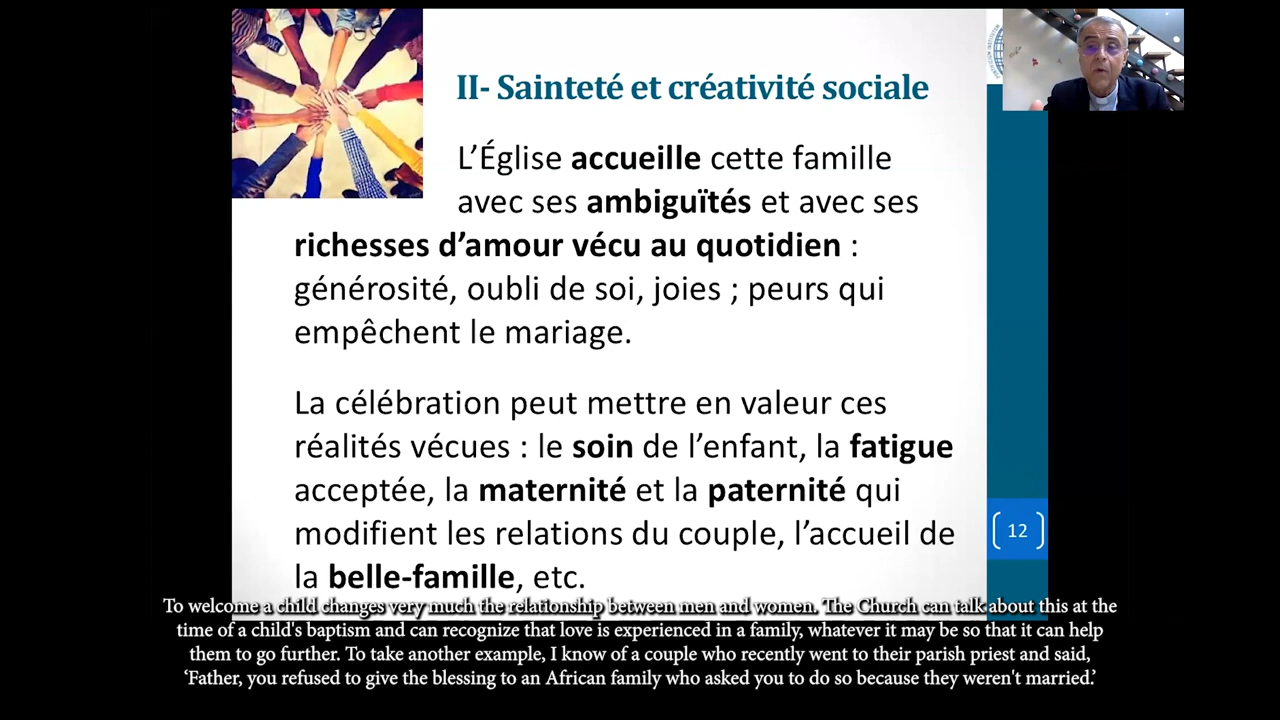 II- Sainteté et créativité sociale
L’Église accueille cette famille
avec ses ambiguïtés et avec ses
richesses d’amour vécu au quotidien :
générosité, oubli de soi, joies ; peurs qui
empêchent le mariage.
La célébration peut mettre en valeur ces
réalités vécues : le soin de l’enfant, la fatigue
acceptée, la maternité et la paternité qui
modifient les relations du couple, l’accueil de
la belle-famille, etc.
12
To welcome a child changes very much the relationship between men and women. The Church can talk about this at the
time of a child's baptism and can recognize that love is experienced in a family, whatever it may be so that it can help
them to go further. To take another example, I know of a couple who recently went to their parish priest and said,
‘Father, you refused to give the blessing to an African family who asked you to do so because they weren't married.’